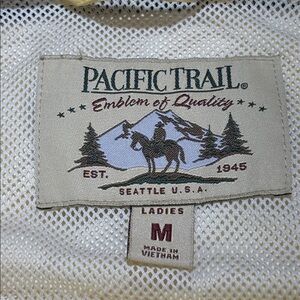 PACIFIC TRAIL®
Emblem of Quality
EST. 1945
SEATTLE U.S.A.
LADIES
M
MADE IN
VIETNAM